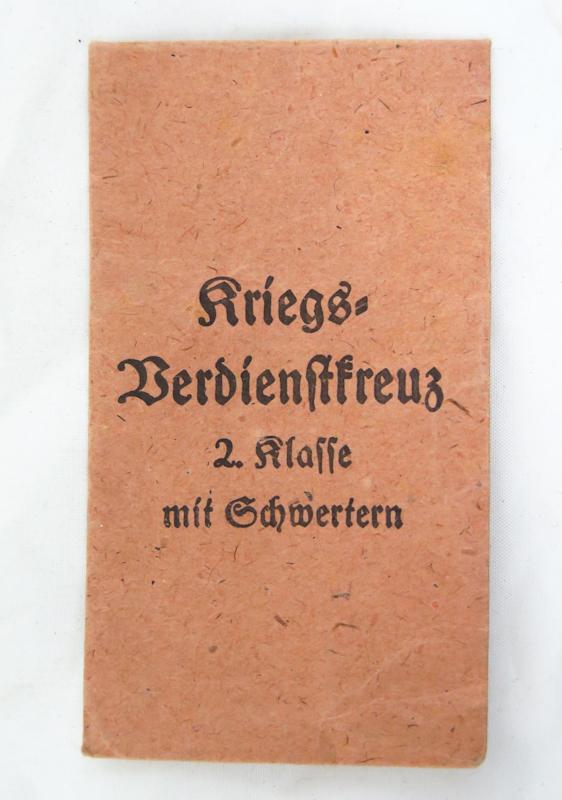 Kriegs-
Verdienstkreuz
2. Klasse
mit Schwertern